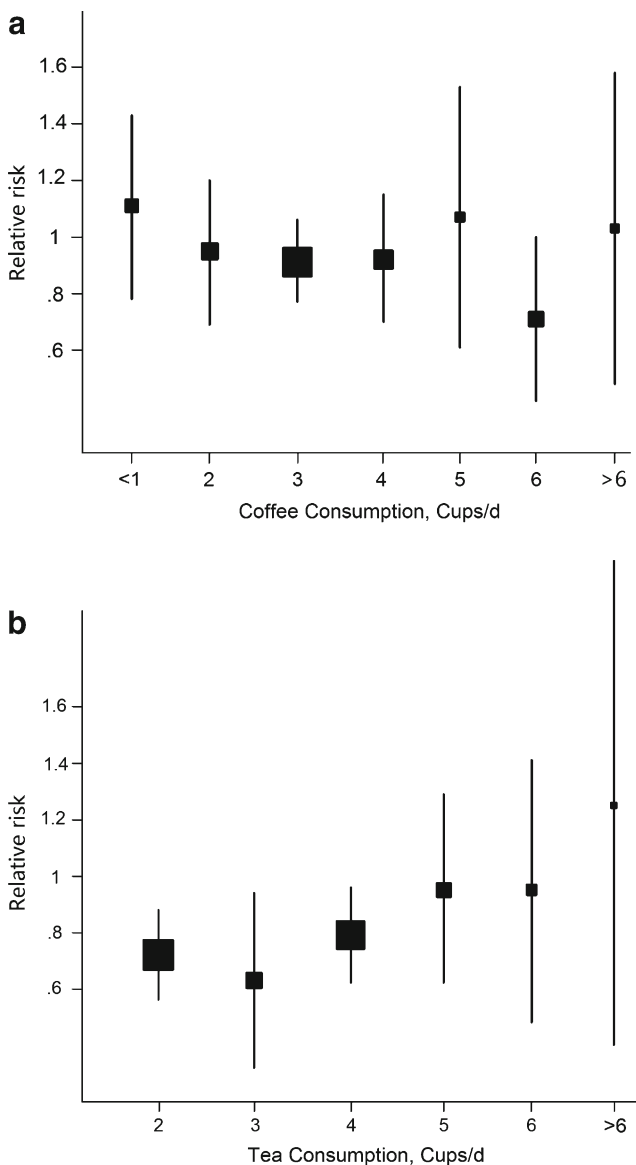 a
1.6
1.4
1.2
1
.8
.6
Relative risk
<1 2 3 4 5 6 >6
Coffee Consumption, Cups/d
b
1.6
1.4
1.2
1
.8
.6
Relative risk
2 3 4 5 6 >6
Tea Consumption, Cups/d